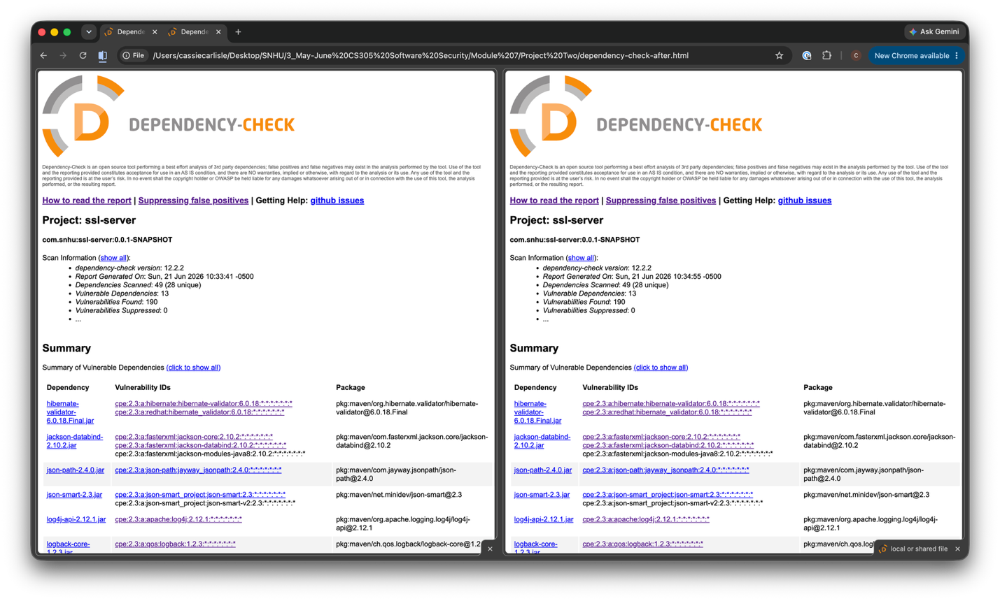 Depende
Depende
Ask Gemini
File
/Users/cassiecarlisle/Desktop/SNHU/3_May-June%20CS305%20Software%20Security/Module%207/Project%20Two/dependency-check-after.html
C
New Chrome available
D
DEPENDENCY-CHECK
Dependency-Check is an open source tool performing a best effort analysis of 3rd party dependencies; false positives and false negatives may exist in the analysis performed by the tool. Use of the tool
and the reporting provided constitutes acceptance for use in an AS IS condition, and there are NO warranties, implied or otherwise, with regard to the analysis or its use. Any use of the tool and the
reporting provided is at the user's risk. In no event shall the copyright holder or OWASP be held liable for any damages whatsoever arising out of or in connection with the use of this tool, the analysis
performed, or the resulting report.
How to read the report | Suppressing false positives | Getting Help: github issues
Project: ssl-server
com.snhu:ssl-server:0.0.1-SNAPSHOT
Scan Information (show all):
• dependency-check version: 12.2.2
• Report Generated On: Sun, 21 Jun 2026 10:33:41 -0500
• Dependencies Scanned: 49 (28 unique)
• Vulnerable Dependencies: 13
• Vulnerabilities Found: 190
• Vulnerabilities Suppressed: 0
• ...
Summary
Summary of Vulnerable Dependencies (click to show all)
Dependency Vulnerability IDs Package
hibernate- cpe:2.3:a:hibernate:hibernate-validator:6.0.18:*:*:*:*:*:*:* pkg:maven/org.hibernate.validator/hibernate-
validator- cpe:2.3:a:redhat:hibernate_validator:6.0.18:*:*:*:*:*:*:* validator@6.0.18.Final
6.0.18.Final.jar
jackson-databind- cpe:2.3:a:fasterxml:jackson-core:2.10.2:*:*:*:*:*:*:* pkg:maven/com.fasterxml.jackson.core/jackson-
2.10.2.jar cpe:2.3:a:fasterxml:jackson-databind:2.10.2:*:*:*:*:*:*:* databind@2.10.2
cpe:2.3:a:fasterxml:jackson-modules-java8:2.10.2:*:*:*:*:*:*:*
json-path-2.4.0.jar cpe:2.3:a:json-path:jayway_jsonpath:2.4.0:*:*:*:*:*:*:* pkg:maven/com.jayway.jsonpath/json-
path@2.4.0
json-smart-2.3.jar cpe:2.3:a:json-smart_project:json-smart:2.3:*:*:*:*:*:*:* pkg:maven/net.minidev/json-smart@2.3
cpe:2.3:a:json-smart_project:json-smart-v2:2.3:*:*:*:*:*:*:*
log4j-api-2.12.1.jar cpe:2.3:a:apache:log4j:2.12.1:*:*:*:*:*:*:* pkg:maven/org.apache.logging.log4j/log4j-
api@2.12.1
logback-core- cpe:2.3:a:qos:logback:1.2.3:*:*:*:*:*:*:* pkg:maven/ch.qos.logback/logback-core@1.2
1.2.3.jar
D
DEPENDENCY-CHECK
Dependency-Check is an open source tool performing a best effort analysis of 3rd party dependencies; false positives and false negatives may exist in the analysis performed by the tool. Use of the tool
and the reporting provided constitutes acceptance for use in an AS IS condition, and there are NO warranties, implied or otherwise, with regard to the analysis or its use. Any use of the tool and the
reporting provided is at the user's risk. In no event shall the copyright holder or OWASP be held liable for any damages whatsoever arising out of or in connection with the use of this tool, the analysis
performed, or the resulting report.
How to read the report | Suppressing false positives | Getting Help: github issues
Project: ssl-server
com.snhu:ssl-server:0.0.1-SNAPSHOT
Scan Information (show all):
• dependency-check version: 12.2.2
• Report Generated On: Sun, 21 Jun 2026 10:34:55 -0500
• Dependencies Scanned: 49 (28 unique)
• Vulnerable Dependencies: 13
• Vulnerabilities Found: 190
• Vulnerabilities Suppressed: 0
• ...
Summary
Summary of Vulnerable Dependencies (click to show all)
Dependency Vulnerability IDs Package
hibernate- cpe:2.3:a:hibernate:hibernate-validator:6.0.18:*:*:*:*:*:*:* pkg:maven/org.hibernate.validator/hibernate-
validator- cpe:2.3:a:redhat:hibernate_validator:6.0.18:*:*:*:*:*:*:* validator@6.0.18.Final
6.0.18.Final.jar
jackson-databind- cpe:2.3:a:fasterxml:jackson-core:2.10.2:*:*:*:*:*:*:* pkg:maven/com.fasterxml.jackson.core/jackson-
2.10.2.jar cpe:2.3:a:fasterxml:jackson-databind:2.10.2:*:*:*:*:*:*:* databind@2.10.2
cpe:2.3:a:fasterxml:jackson-modules-java8:2.10.2:*:*:*:*:*:*:*
json-path-2.4.0.jar cpe:2.3:a:json-path:jayway_jsonpath:2.4.0:*:*:*:*:*:*:* pkg:maven/com.jayway.jsonpath/json-
path@2.4.0
json-smart-2.3.jar cpe:2.3:a:json-smart_project:json-smart:2.3:*:*:*:*:*:*:* pkg:maven/net.minidev/json-smart@2.3
cpe:2.3:a:json-smart_project:json-smart-v2:2.3:*:*:*:*:*:*:*
log4j-api-2.12.1.jar cpe:2.3:a:apache:log4j:2.12.1:*:*:*:*:*:*:* pkg:maven/org.apache.logging.log4j/log4j-
api@2.12.1
logback-core- cpe:2.3:a:qos:logback:1.2.3:*:*:*:*:*:*:* pkg:maven/ch.qos.log
1.2.3.jar
local or shared file